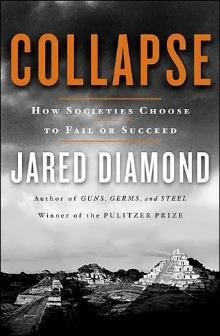 COLLAPSE
HOW SOCIETIES CHOOSE
TO FAIL OR SUCCEED
JARED DIAMOND
Author of GUNS, GERMS, and STEEL
Winner of the PULITZER PRIZE